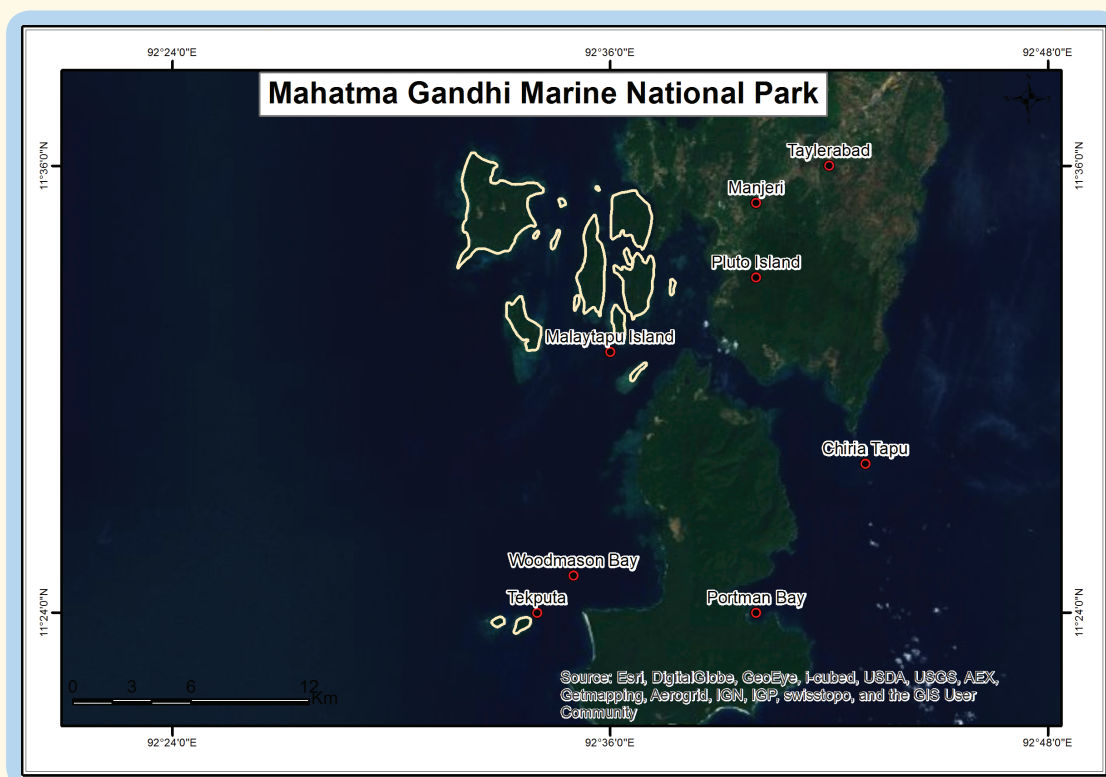 92°24'0"E 92°36'0"E 92°48'0"E
Mahatma Gandhi Marine National Park
11°36'0"N 11°36'0"N
Taylerabad
Manjeri
Pluto Island
Malaytapu Island
Chiria Tapu
Woodmason Bay
Tekputa
Portman Bay
11°24'0"N 11°24'0"N
0 3 6 12
Km
Source: Esri, DigitalGlobe, GeoEye, i-cubed, USDA, USGS, AEX,
Getmapping, Aerogrid, IGN, IGP, swisstopo, and the GIS User
Community
92°24'0"E 92°36'0"E 92°48'0"E